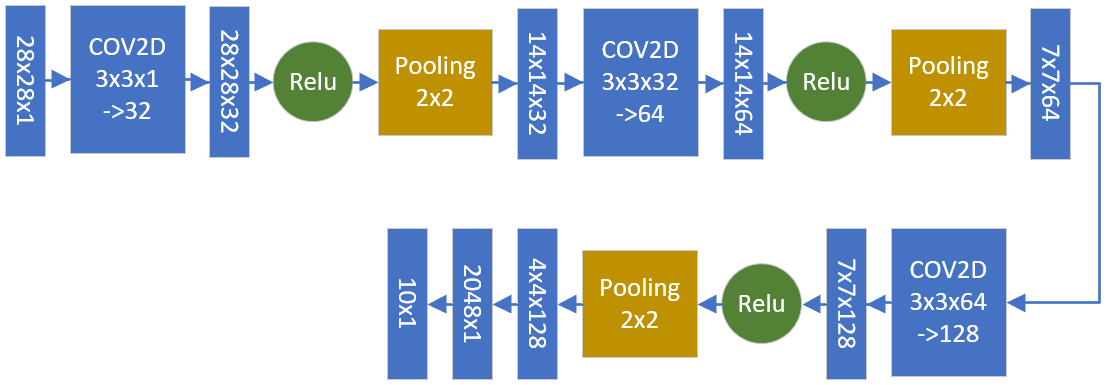 28x28x1
COV2D
3x3x1
->32
28x28x32
Relu
Pooling
2x2
14x14x32
COV2D
3x3x32
->64
14x14x64
Relu
Pooling
2x2
7x7x64
COV2D
3x3x64
->128
7x7x128
Relu
Pooling
2x2
4x4x128
2048x1
10x1